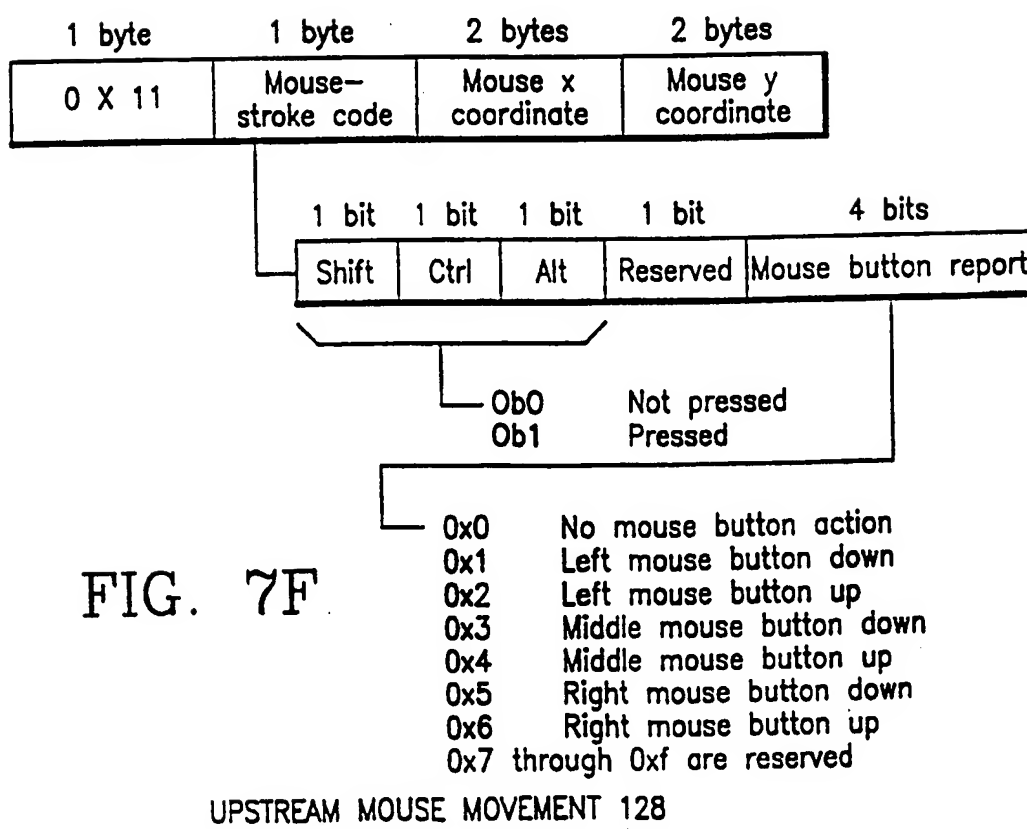 1 byte 1 byte 2 bytes 2 bytes
0 X 11 Mouse- Mouse x Mouse y
stroke code coordinate coordinate
1 bit 1 bit 1 bit 1 bit 4 bits
Shift Ctrl Alt Reserved Mouse button report
0b0 Not pressed
0b1 Pressed
0x0 No mouse button action
0x1 Left mouse button down
0x2 Left mouse button up
0x3 Middle mouse button down
0x4 Middle mouse button up
0x5 Right mouse button down
0x6 Right mouse button up
0x7 through 0xf are reserved
FIG. 7F
UPSTREAM MOUSE MOVEMENT 128